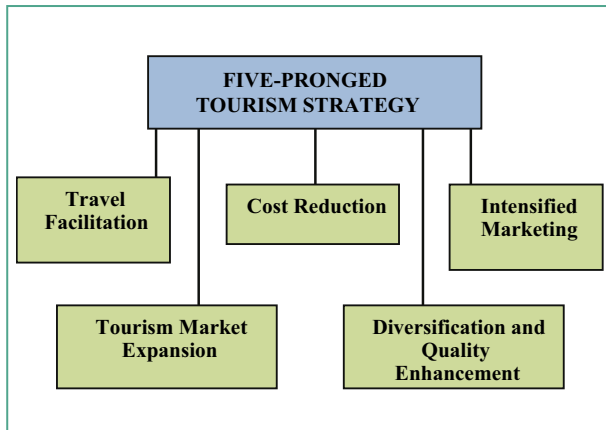 FIVE-PRONGED
TOURISM STRATEGY
Travel
Facilitation
Cost Reduction
Intensified
Marketing
Tourism Market
Expansion
Diversification and
Quality
Enhancement